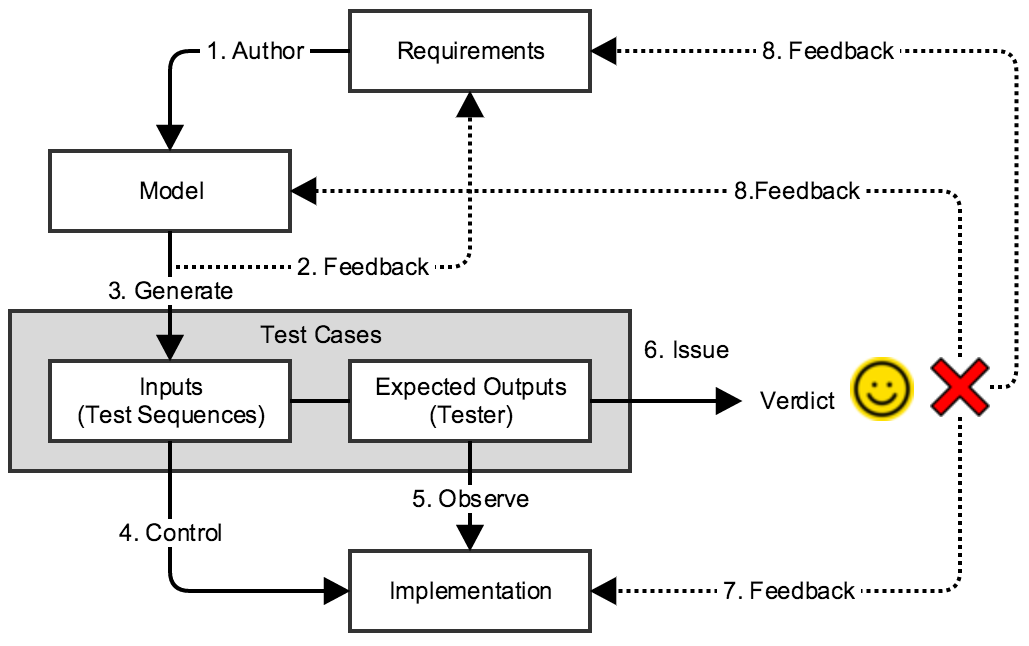 1. Author
Requirements
8. Feedback
Model
8.Feedback
2. Feedback
3. Generate
Test Cases
6. Issue
Inputs
(Test Sequences)
Expected Outputs
(Tester)
Verdict
5. Observe
4. Control
Implementation
7. Feedback